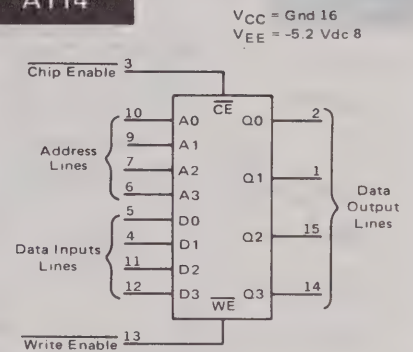 A114
VCC = Gnd 16
VEE = -5.2 Vdc 8
Chip Enable 3
CE
10 A0 Q0 2
9 A1
Address Lines
7 A2 Q1 1
6 A3
Data Output Lines
5 D0
4 D1 Q2 15
Data Inputs Lines
11 D2
12 D3 Q3 14
WE
Write Enable 13